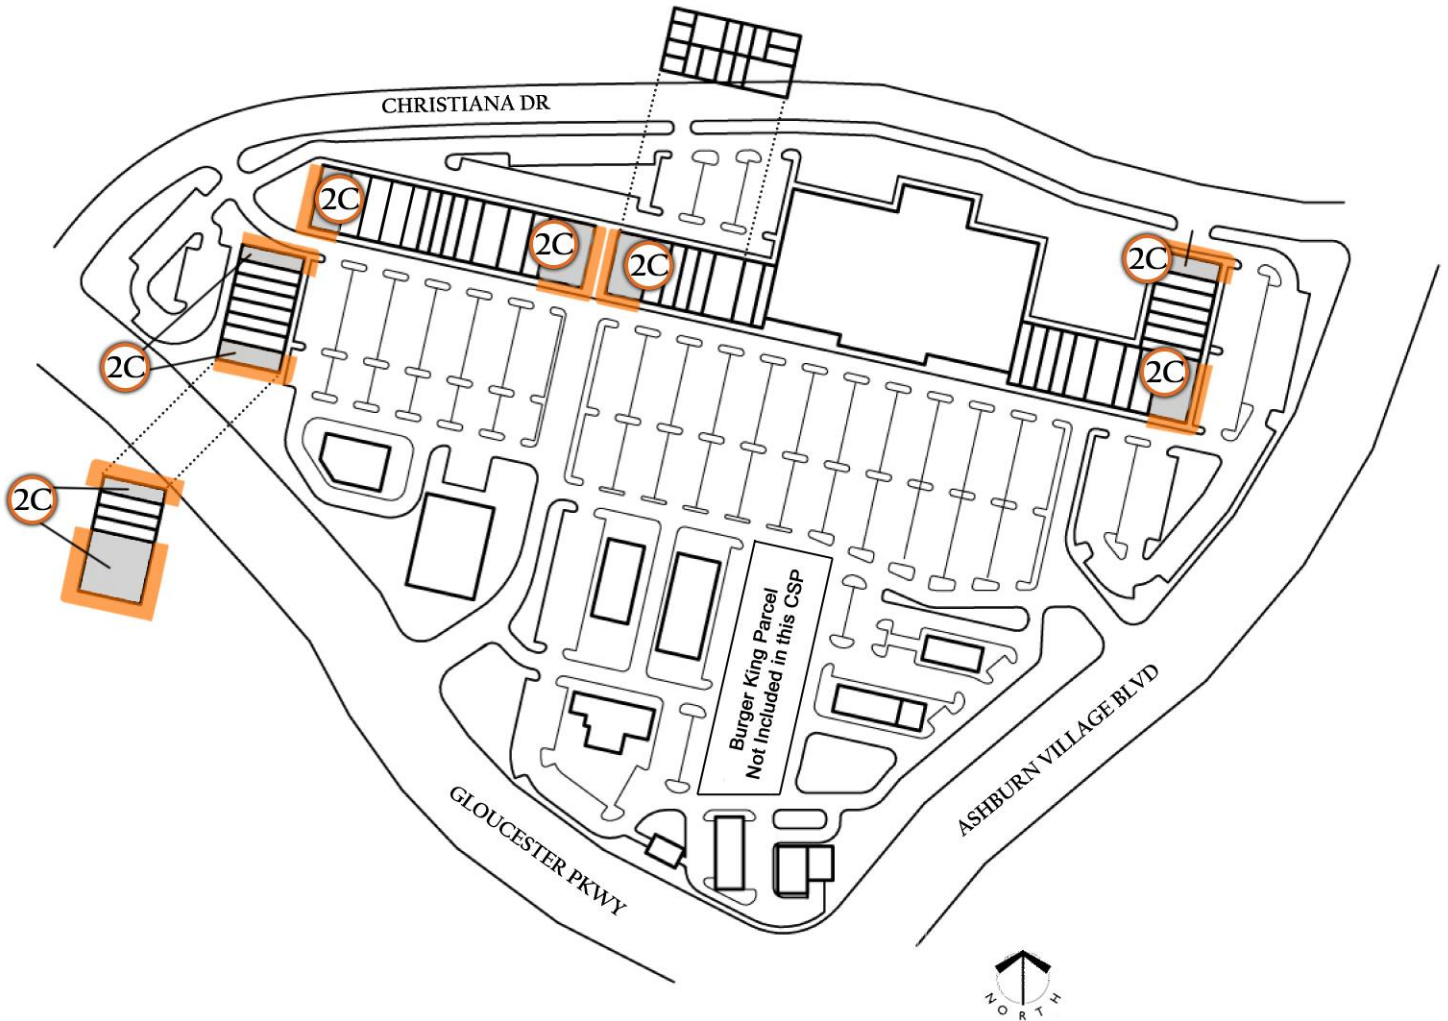 CHRISTIANA DR
2C
2C
2C
2C
2C
2C
2C
Burger King Parcel
Not Included in this CSP
ASHBURN VILLAGE BLVD
GLOUCESTER PKWY
NORTH